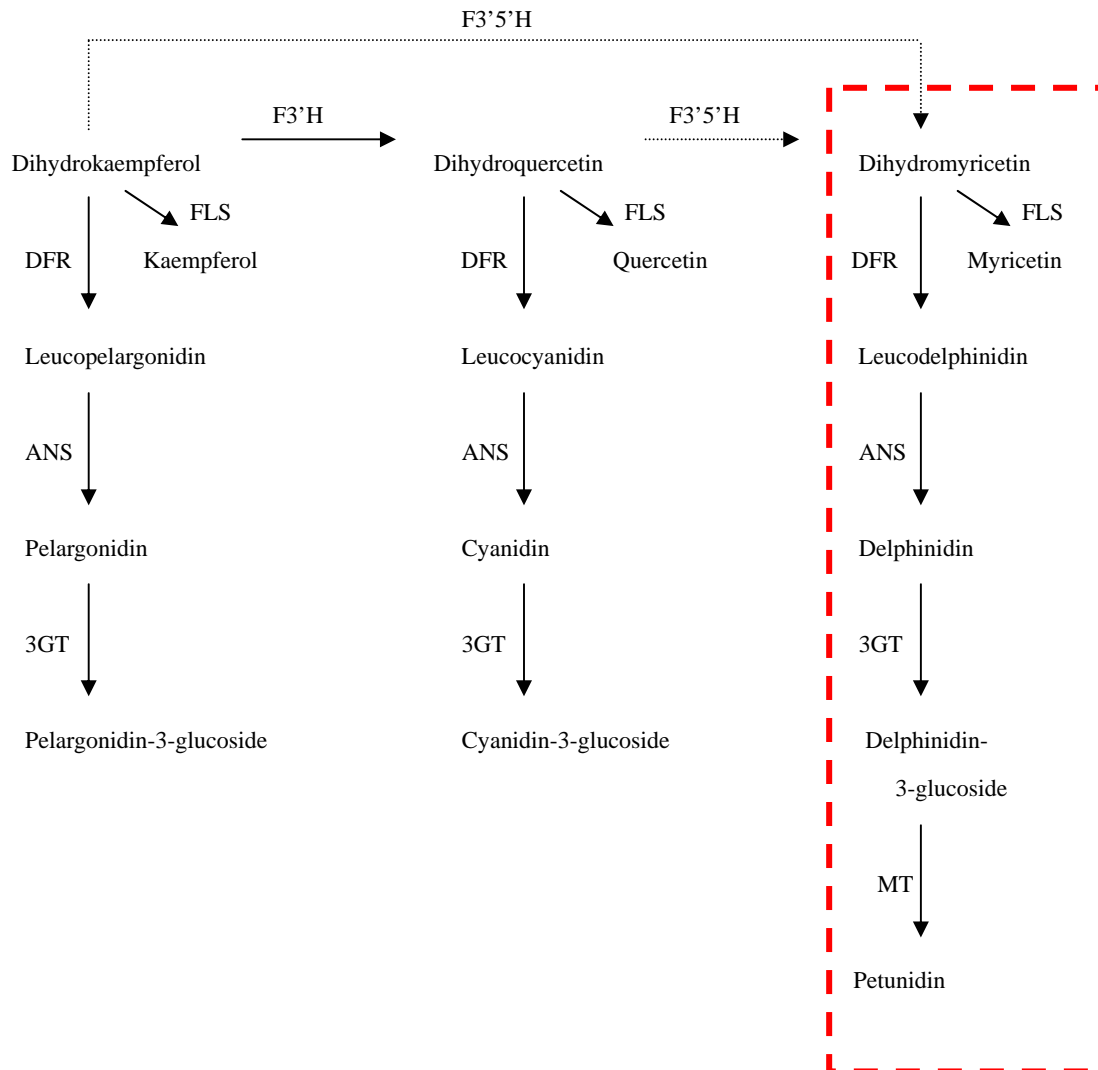 F3’5’H
F3’H
F3’5’H
Dihydrokaempferol
Dihydroquercetin
Dihydromyricetin
FLS
FLS
FLS
DFR
Kaempferol
DFR
Quercetin
DFR
Myricetin
Leucopelargonidin
Leucocyanidin
Leucodelphinidin
ANS
ANS
ANS
Pelargonidin
Cyanidin
Delphinidin
3GT
3GT
3GT
Pelargonidin-3-glucoside
Cyanidin-3-glucoside
Delphinidin-
3-glucoside
MT
Petunidin